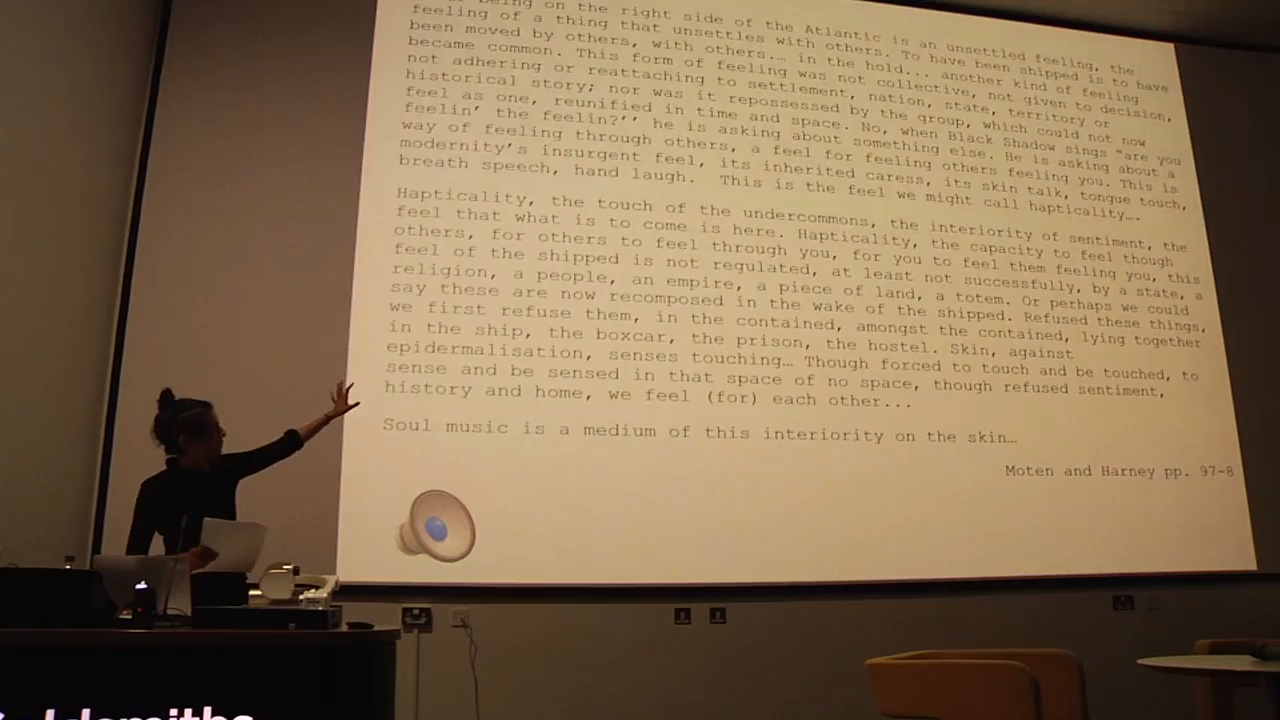 being on the right side of the Atlantic is an unsettled feeling, the
feeling of a thing that unsettles with others. To have been shipped is to have
been moved by others, with others…. in the hold... another kind of feeling
became common. This form of feeling was not collective, not given to decision,
not adhering or reattaching to settlement, nation, state, territory or
historical story; nor was it repossessed by the group, which could not now
feel as one, reunified in time and space. No, when Black Shadow sings "are you
feelin' the feelin?'' he is asking about something else. He is asking about a
way of feeling through others, a feel for feeling others feeling you. This is
modernity's insurgent feel, its inherited caress, its skin talk, tongue touch,
breath speech, hand laugh.  This is the feel we might call hapticality….
Hapticality, the touch of the undercommons, the interiority of sentiment, the
feel that what is to come is here. Hapticality, the capacity to feel though
others, for others to feel through you, for you to feel them feeling you, this
feel of the shipped is not regulated, at least not successfully, by a state, a
religion, a people, an empire, a piece of land, a totem. Or perhaps we could
say these are now recomposed in the wake of the shipped. Refused these things,
we first refuse them, in the contained, amongst the contained, lying together
in the ship, the boxcar, the prison, the hostel. Skin, against
epidermalisation, senses touching… Though forced to touch and be touched, to
sense and be sensed in that space of no space, though refused sentiment,
history and home, we feel (for) each other...
Soul music is a medium of this interiority on the skin…
Moten and Harney pp. 97-8